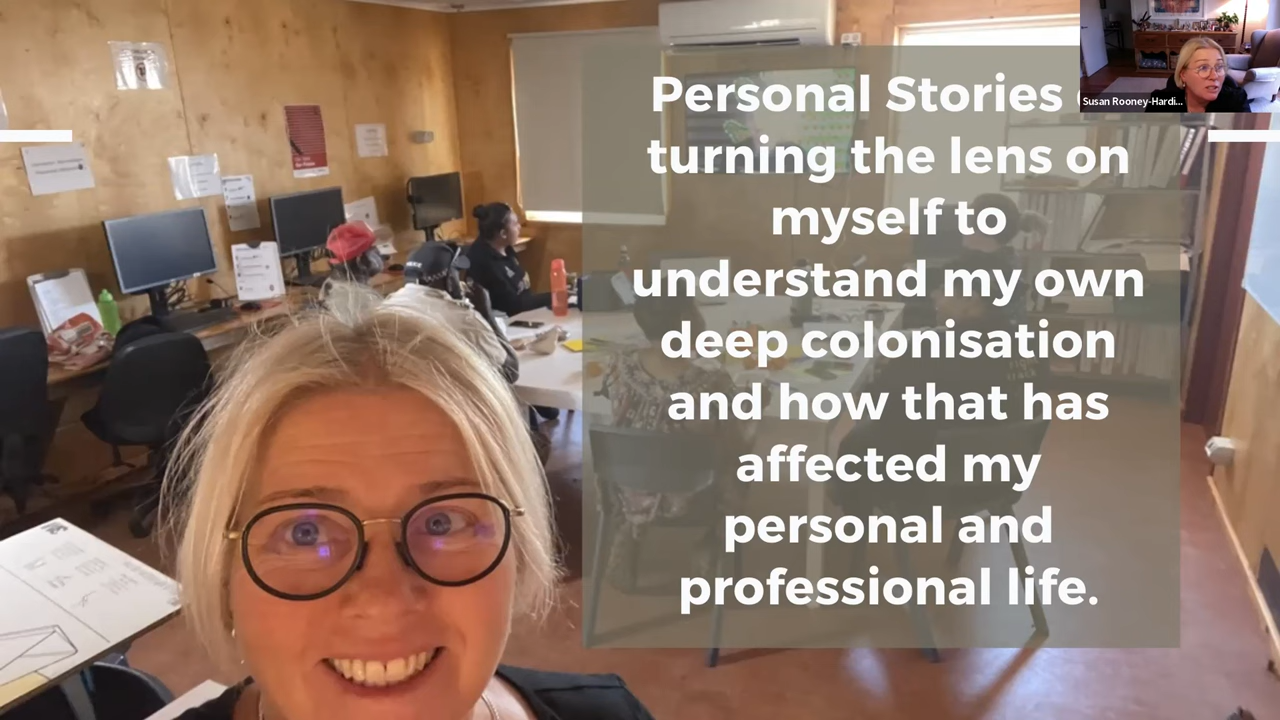 Personal Stories
turning the lens on
myself to
understand my own
deep colonisation
and how that has
affected my
personal and
professional life.
Susan Rooney-Hardi...